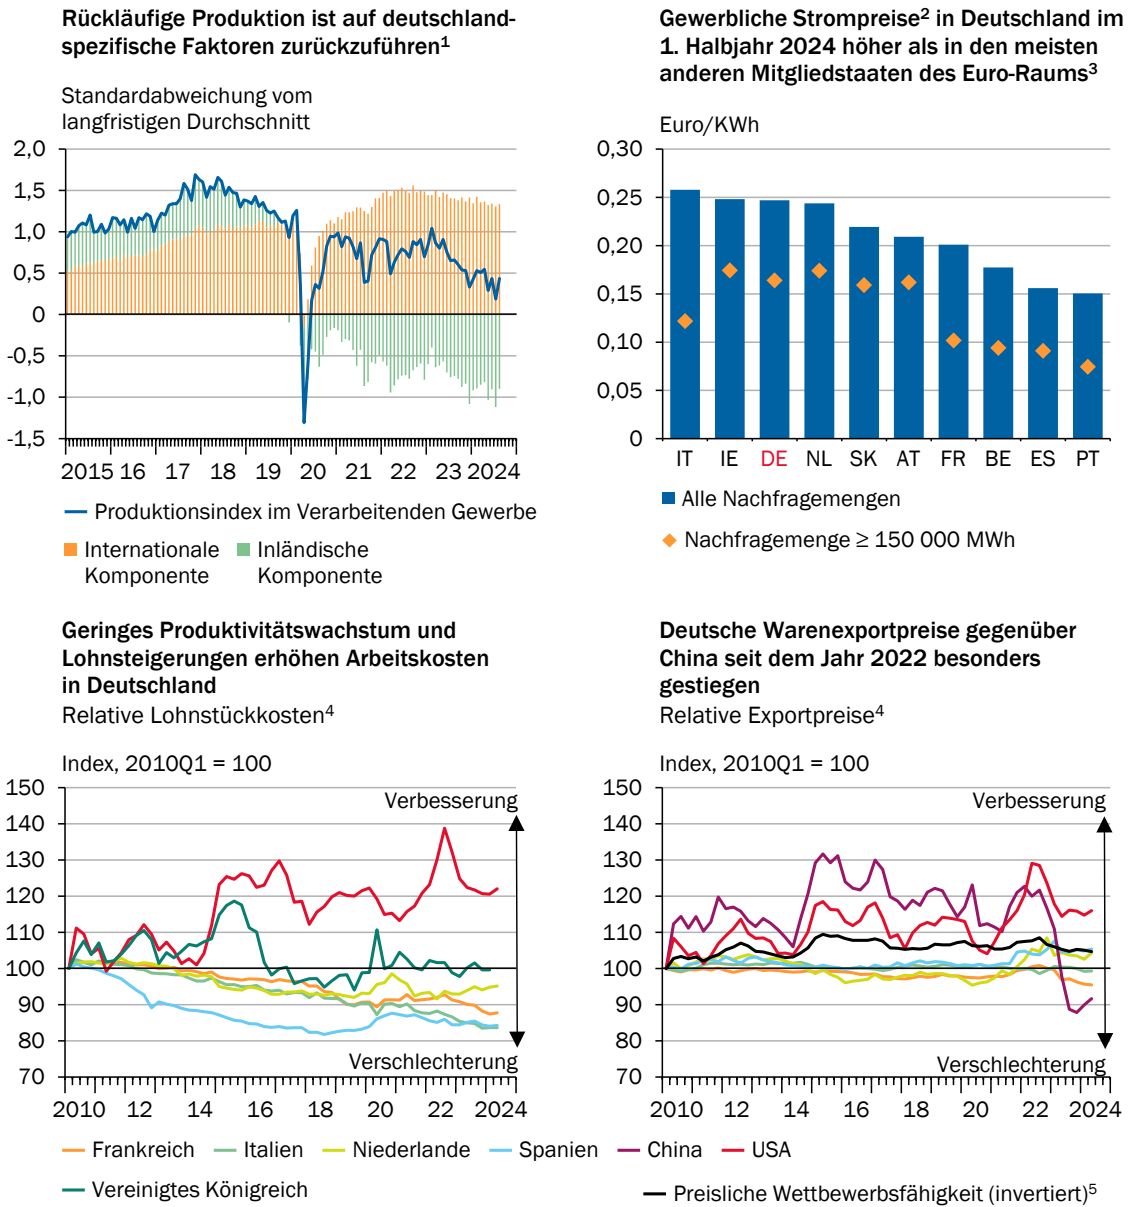 Rückläufige Produktion ist auf deutschland-
spezifische Faktoren zurückzuführen¹
Standardabweichung vom
langfristigen Durchschnitt
2,0
1,5
1,0
0,5
0
-0,5
-1,0
-1,5
2015 16 17 18 19 20 21 22 23 2024
Produktionsindex im Verarbeitenden Gewerbe
Internationale
Komponente
Inländische
Komponente
Gewerbliche Strompreise² in Deutschland im
1. Halbjahr 2024 höher als in den meisten
anderen Mitgliedstaaten des Euro-Raums³
Euro/KWh
0,30
0,25
0,20
0,15
0,10
0,05
0
IT IE DE NL SK AT FR BE ES PT
Alle Nachfragemengen
Nachfragemenge ≥ 150 000 MWh
Geringes Produktivitätswachstum und
Lohnsteigerungen erhöhen Arbeitskosten
in Deutschland
Relative Lohnstückkosten⁴
Index, 2010Q1 = 100
150
140
130
120
110
100
90
80
70
Verbesserung
Verschlechterung
2010 12 14 16 18 20 22 2024
Deutsche Warenexportpreise gegenüber
China seit dem Jahr 2022 besonders
gestiegen
Relative Exportpreise⁴
Index, 2010Q1 = 100
150
140
130
120
110
100
90
80
70
Verbesserung
Verschlechterung
2010 12 14 16 18 20 22 2024
Frankreich Italien Niederlande Spanien China USA
Vereinigtes Königreich
Preisliche Wettbewerbsfähigkeit (invertiert)⁵